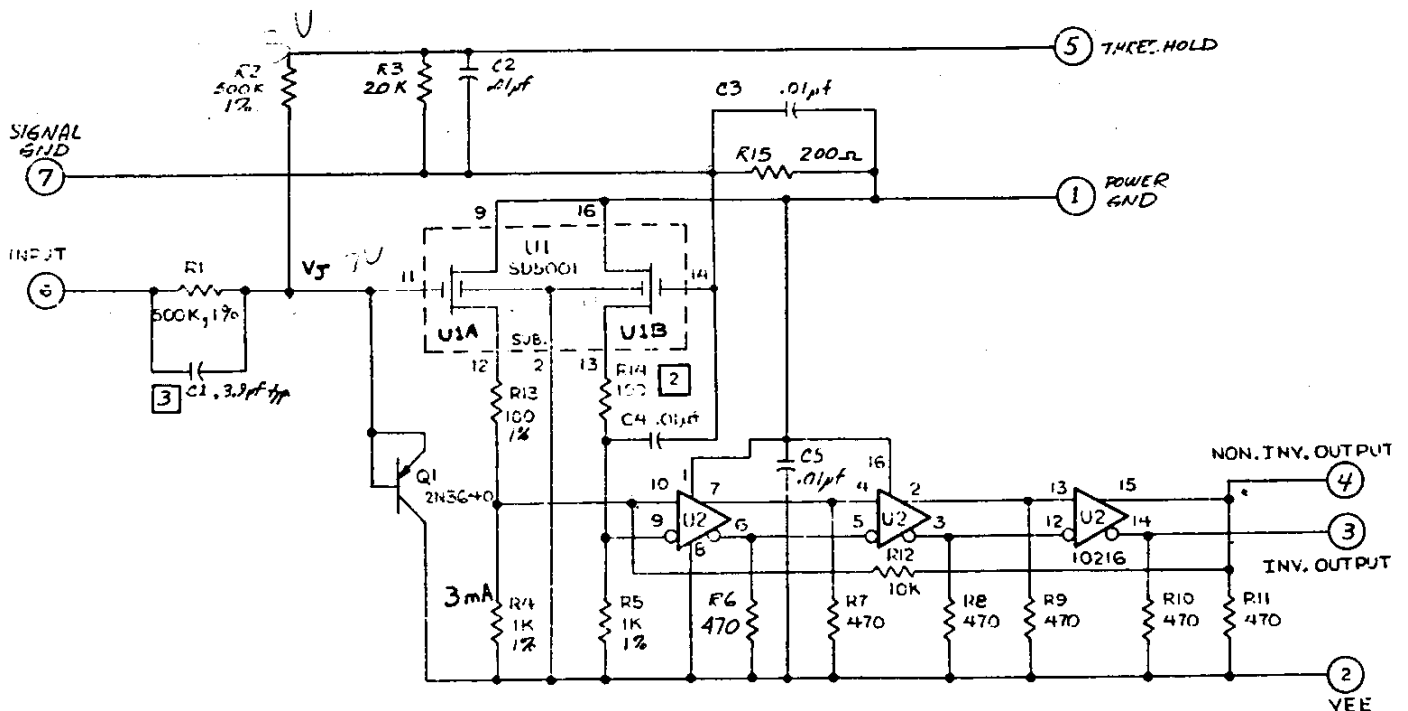 U
5 THRESHOLD
R2
500K
1%
R3
20K
C2
.01µf
C3 .01µf
SIGNAL
GND
7
R15 200Ω
1 POWER
GND
9
16
INPUT
6
R1
500K, 1%
VJ
11
U1
SD5001
14
U1A
SUB.
U1B
12
2
13
3 C1, 3.9pf typ
R13
100
1%
R14
100
2
C4 .01µf
Q1
2N3640
C5
.01µf
10
1
7
9
U2
6
8
4
16
2
5
U2
3
13
15
12
U2
14
10216
NON. INV. OUTPUT
4
3
INV. OUTPUT
R12
10K
3mA
R4
1K
1%
R5
1K
1%
R6
470
R7
470
R8
470
R9
470
R10
470
R11
470
2
VEE